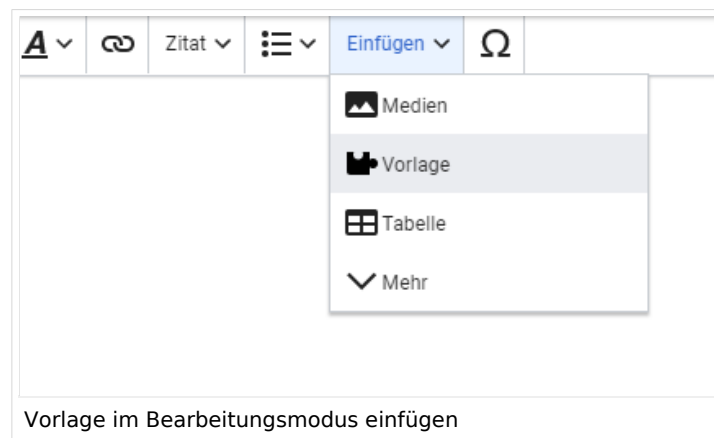 A Zitat Einfügen Ω
Medien
Vorlage
Tabelle
Mehr
Vorlage im Bearbeitungsmodus einfügen